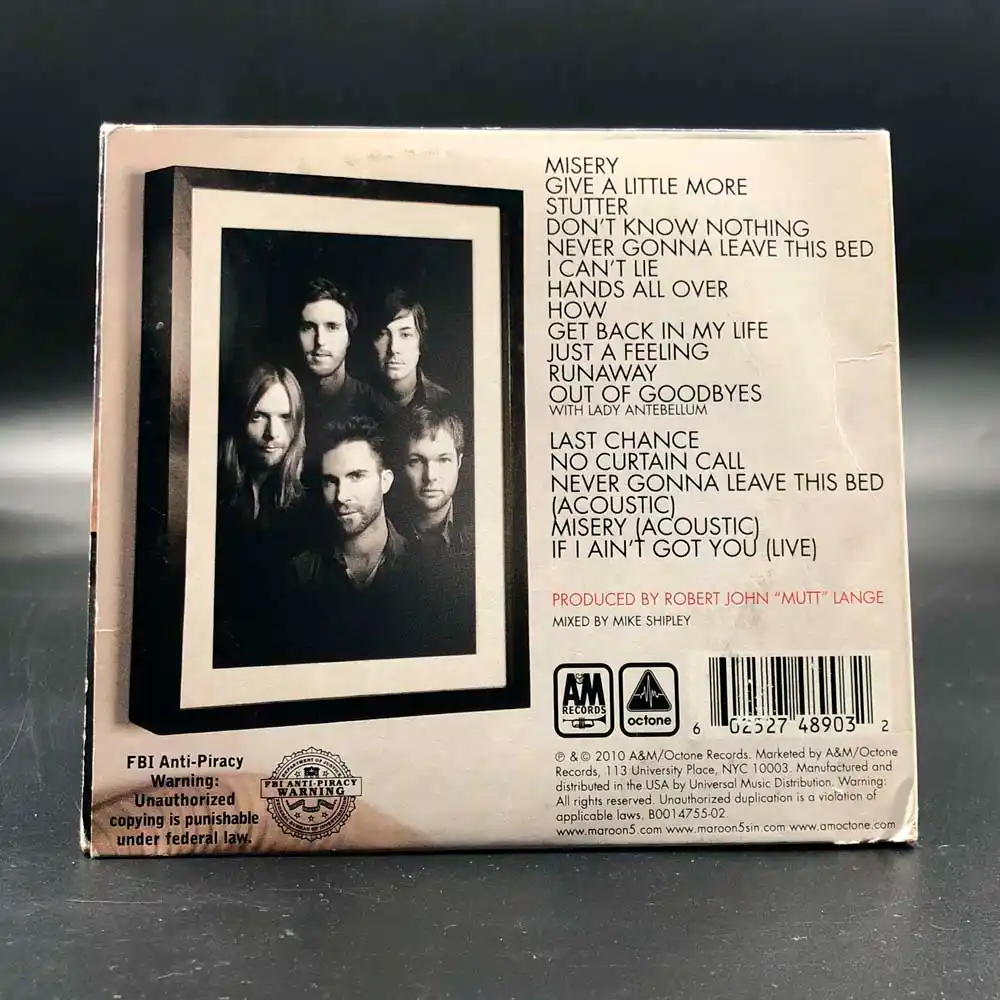 MISERY
GIVE A LITTLE MORE
STUTTER
DON'T KNOW NOTHING
NEVER GONNA LEAVE THIS BED
I CAN'T LIE
HANDS ALL OVER
HOW
GET BACK IN MY LIFE
JUST A FEELING
RUNAWAY
OUT OF GOODBYES
WITH LADY ANTEBELLUM
LAST CHANCE
NO CURTAIN CALL
NEVER GONNA LEAVE THIS BED
(ACOUSTIC)
MISERY (ACOUSTIC)
IF I AIN'T GOT YOU (LIVE)
PRODUCED BY ROBERT JOHN "MUTT" LANGE
MIXED BY MIKE SHIPLEY
A&M
RECORDS
octone
6 02527 48903 2
℗ & © 2010 A&M/Octone Records. Marketed by A&M/Octone
Records, 113 University Place, NYC 10003. Manufactured and
distributed in the USA by Universal Music Distribution. Warning:
All rights reserved. Unauthorized duplication is a violation of
applicable laws. B0014755-02
www.maroon5.com www.maroon5sin.com www.amoctone.com
FBI Anti-Piracy
Warning:
Unauthorized
copying is punishable
under federal law.
DEPARTMENT OF JUSTICE
FBI ANTI-PIRACY
WARNING